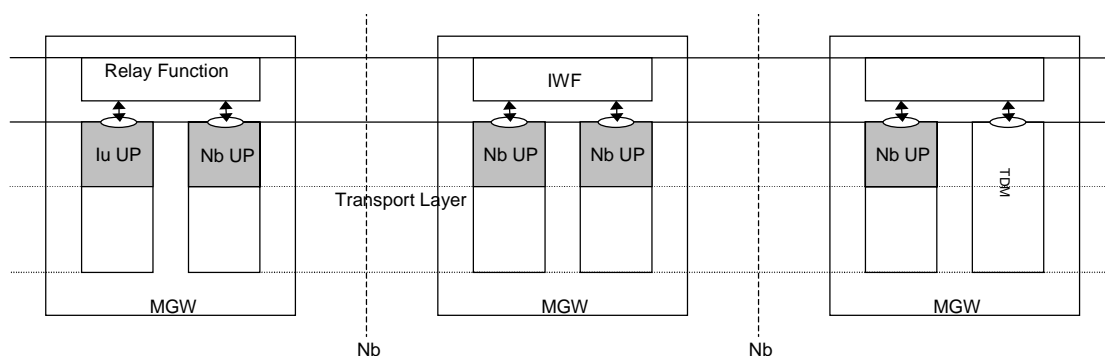 Relay Function
IWF
Iu UP
Nb UP
Nb UP
Nb UP
Nb UP
TDM
Transport Layer
MGW
MGW
MGW
Nb
Nb